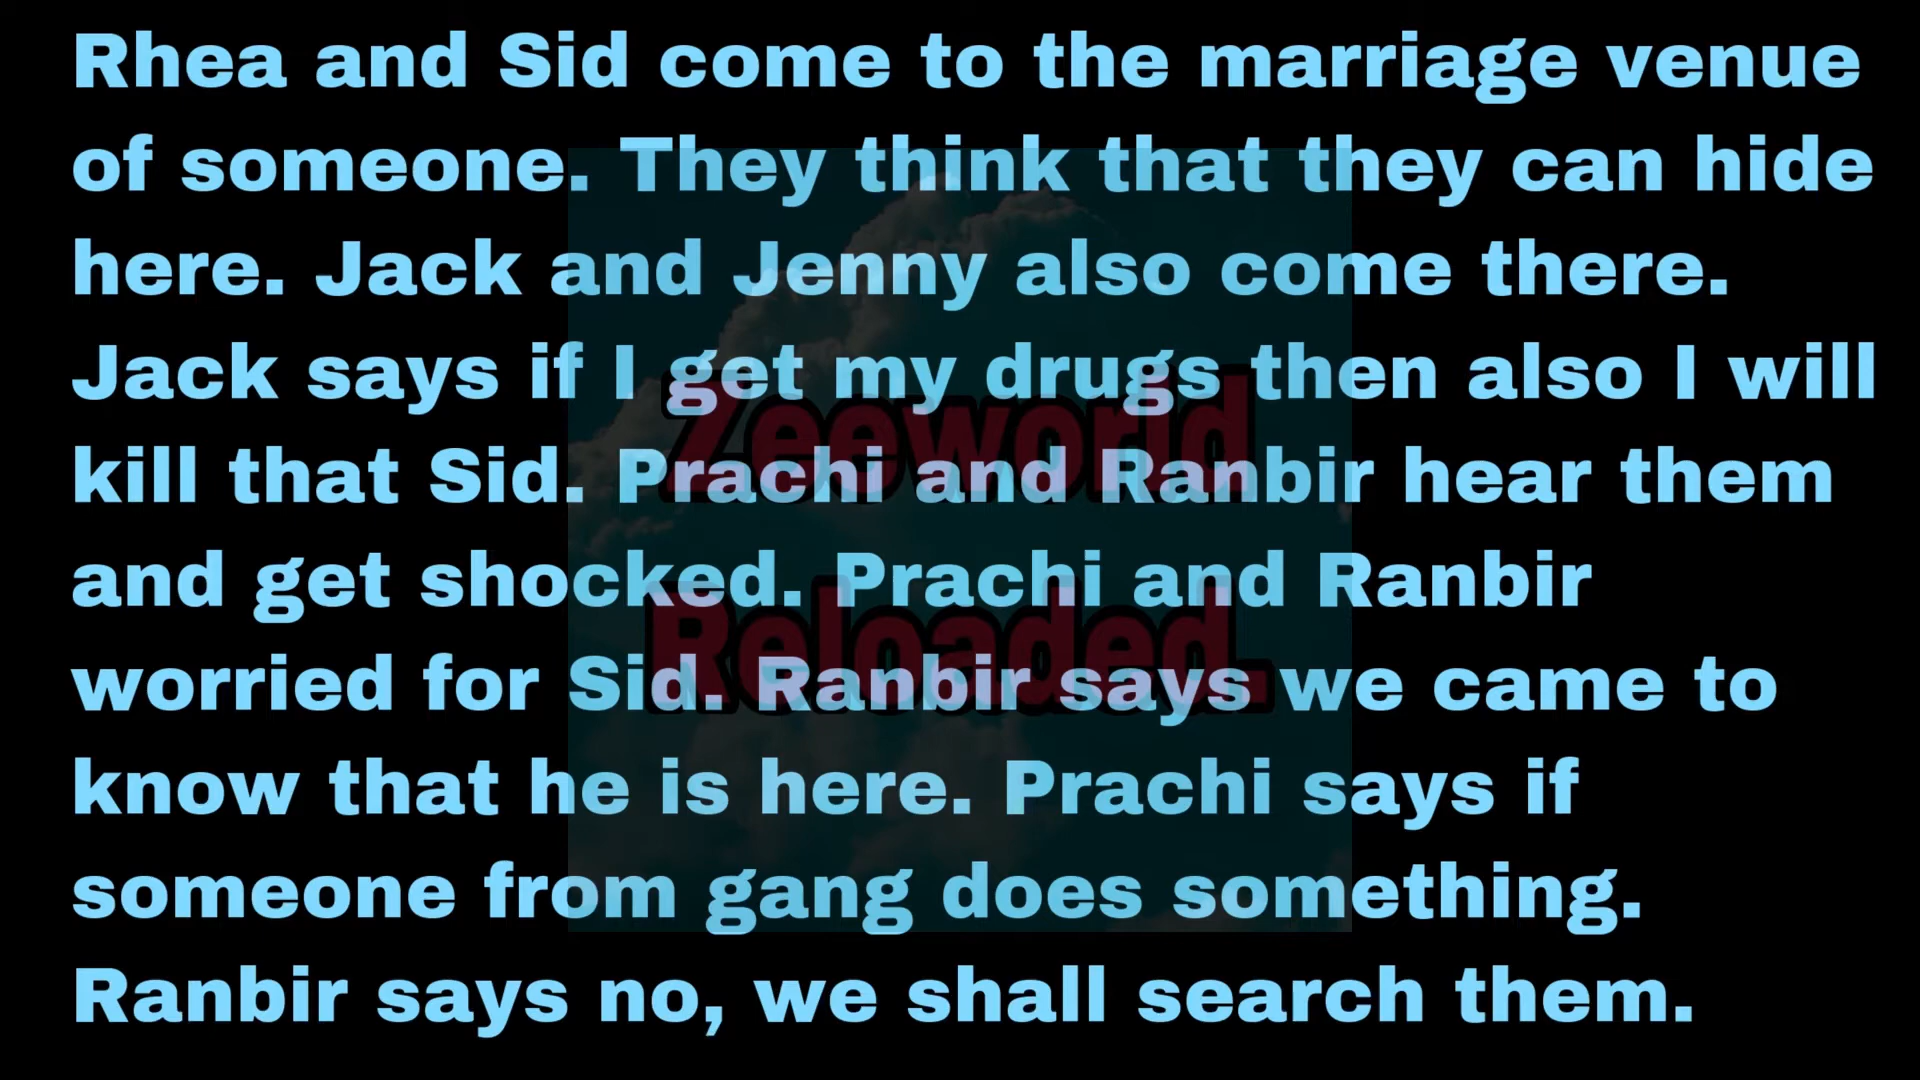 Rhea and Sid come to the marriage venue
of someone. They think that they can hide
here. Jack and Jenny also come there.
Jack says if I get my drugs then also I will
kill that Sid. Prachi and Ranbir hear them
and get shocked. Prachi and Ranbir
worried for Sid. Ranbir says we came to
know that he is here. Prachi says if
someone from gang does something.
Ranbir says no, we shall search them.
Zeeworld
Reloaded.